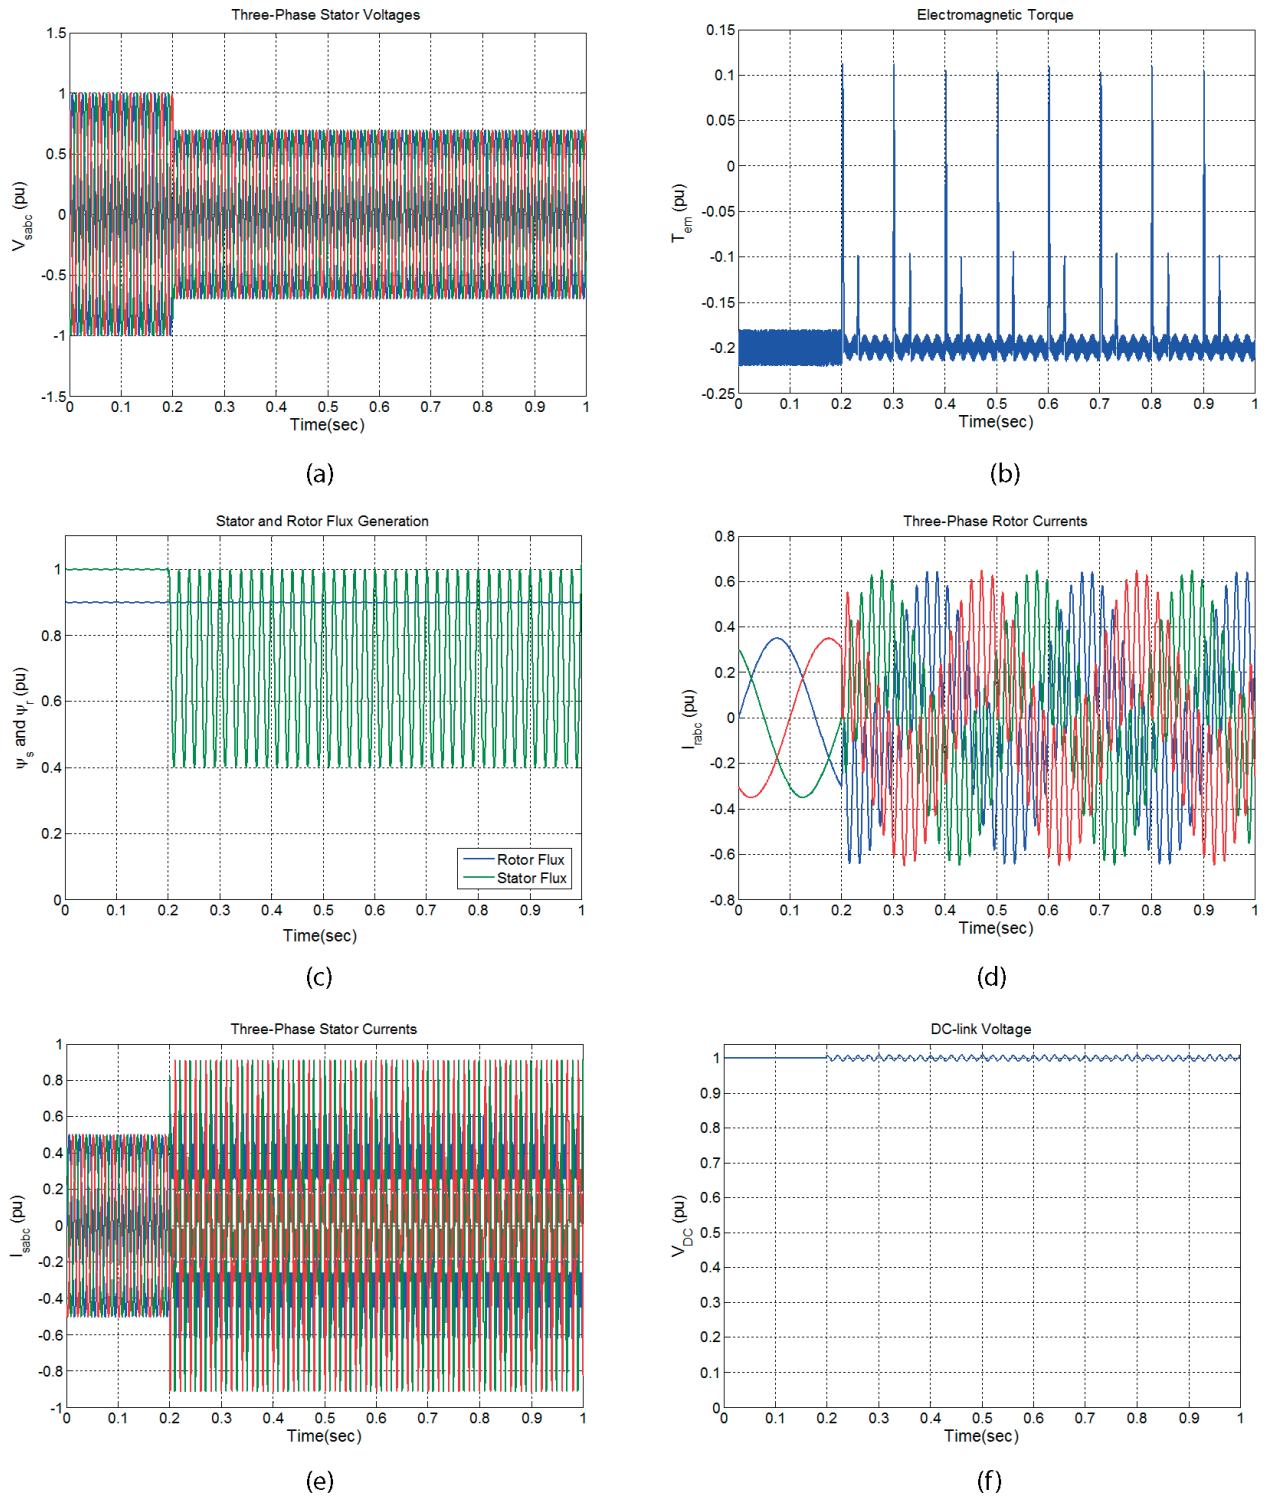 Three-Phase Stator Voltages
1.5
1
0.5
0
-0.5
-1
-1.5
V_sabc (pu)
0 0.1 0.2 0.3 0.4 0.5 0.6 0.7 0.8 0.9 1
Time(sec)
(a)
Electromagnetic Torque
0.15
0.1
0.05
0
-0.05
-0.1
-0.15
-0.2
-0.25
T_em (pu)
0 0.1 0.2 0.3 0.4 0.5 0.6 0.7 0.8 0.9 1
Time(sec)
(b)
Stator and Rotor Flux Generation
1
0.8
0.6
0.4
0.2
0
Ψ_s and Ψ_r (pu)
Rotor Flux
Stator Flux
0 0.1 0.2 0.3 0.4 0.5 0.6 0.7 0.8 0.9 1
Time(sec)
(c)
Three-Phase Rotor Currents
0.8
0.6
0.4
0.2
0
-0.2
-0.4
-0.6
-0.8
I_rabc (pu)
0 0.1 0.2 0.3 0.4 0.5 0.6 0.7 0.8 0.9 1
Time(sec)
(d)
Three-Phase Stator Currents
1
0.8
0.6
0.4
0.2
0
-0.2
-0.4
-0.6
-0.8
-1
I_sabc (pu)
0 0.1 0.2 0.3 0.4 0.5 0.6 0.7 0.8 0.9 1
Time(sec)
(e)
DC-link Voltage
1
0.9
0.8
0.7
0.6
0.5
0.4
0.3
0.2
0.1
0
V_DC (pu)
0 0.1 0.2 0.3 0.4 0.5 0.6 0.7 0.8 0.9 1
Time(sec)
(f)